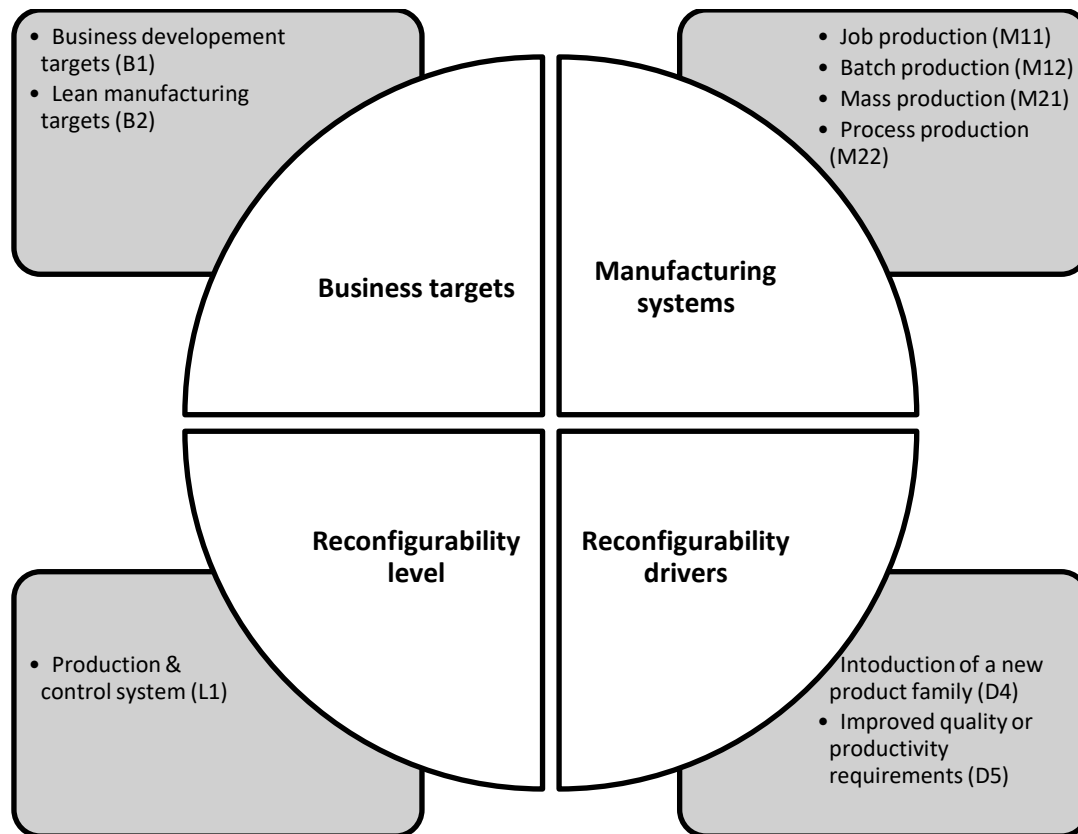 • Business developement
targets (B1)
• Lean manufacturing
targets (B2)
• Job production (M11)
• Batch production (M12)
• Mass production (M21)
• Process production
(M22)
Business targets
Manufacturing
systems
Reconfigurability
level
Reconfigurability
drivers
• Production &
control system (L1)
Intoduction of a new
product family (D4)
• Improved quality or
productivity
requirements (D5)